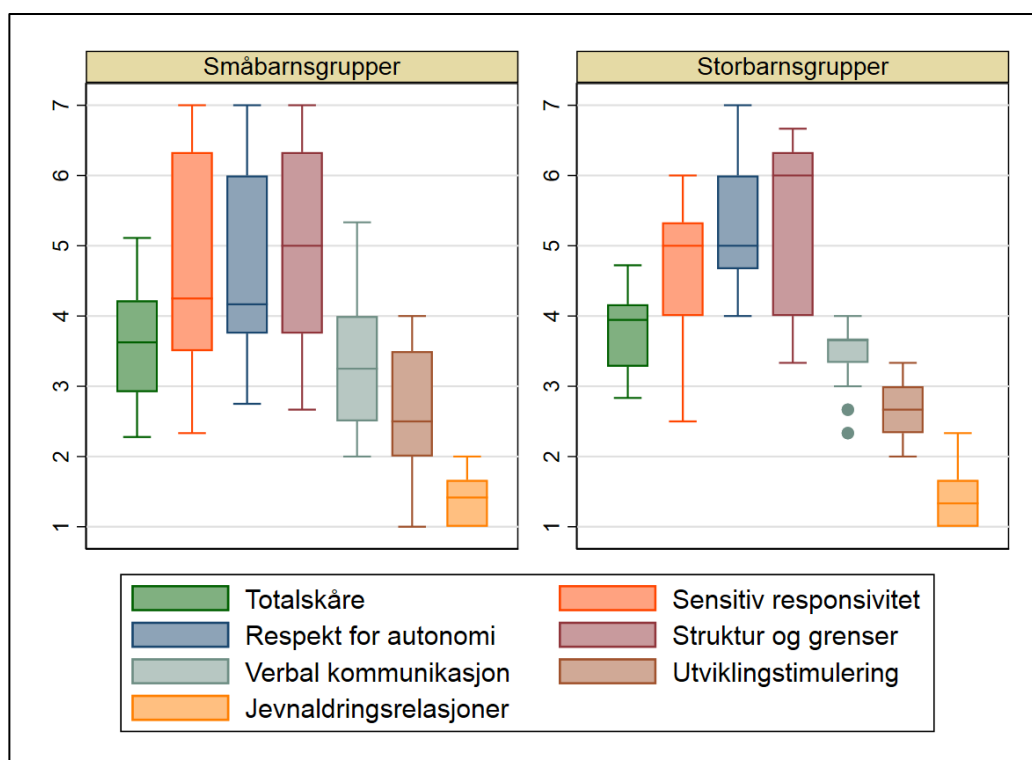 Småbarnsgrupper
Storbarnsgrupper
7
6
5
4
3
2
1
7
6
5
4
3
2
1
Totalskåre
Sensitiv responsivitet
Respekt for autonomi
Struktur og grenser
Verbal kommunikasjon
Utviklingstimulering
Jevnaldringsrelasjoner